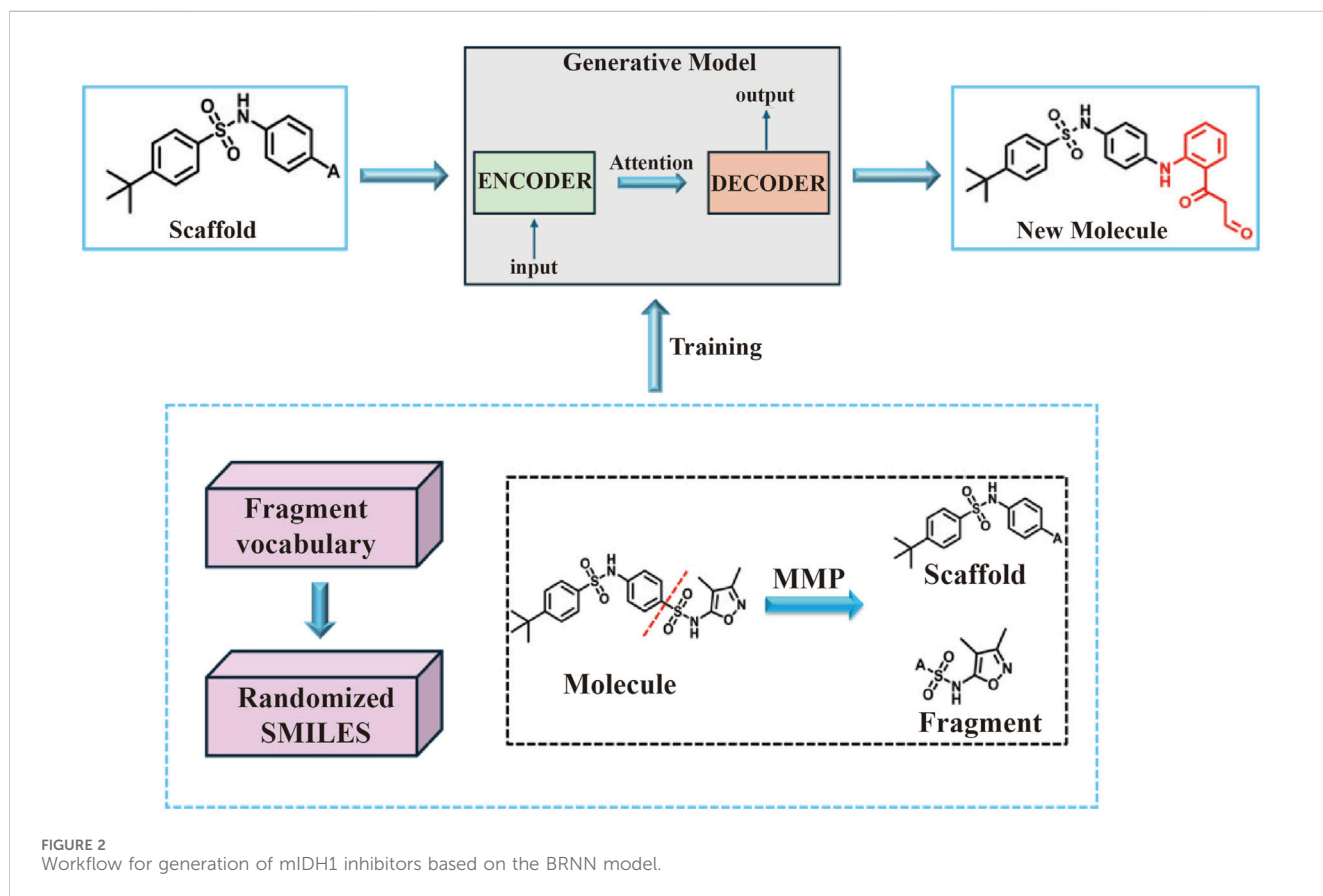 Generative Model
output
Attention
ENCODER
DECODER
input
O
H
N
S
O
A
Scaffold
O
H
N
S
O
N
H
O
O
New Molecule
Training
Fragment
vocabulary
Randomized
SMILES
O
H
N
S
O
O
S
O
N
H
O
N
Molecule
MMP
O
H
N
S
O
A
Scaffold
A
O
S
O
N
H
O
N
Fragment
FIGURE 2
Workflow for generation of mIDH1 inhibitors based on the BRNN model.